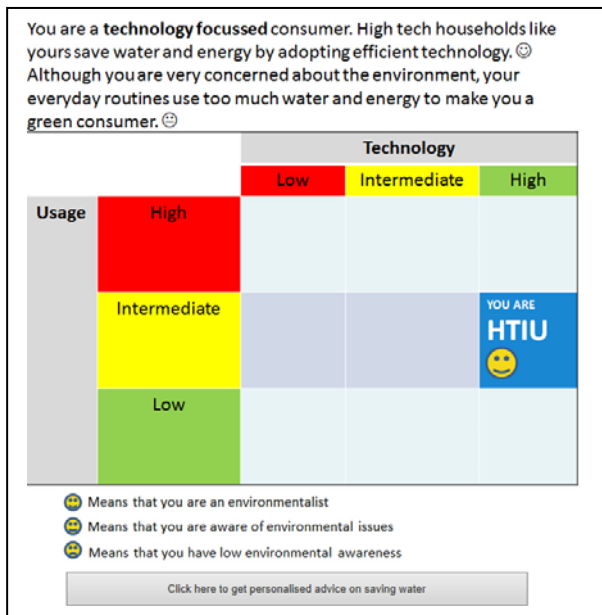 You are a technology focussed consumer. High tech households like
yours save water and energy by adopting efficient technology. ☺
Although you are very concerned about the environment, your
everyday routines use too much water and energy to make you a
green consumer. 😐
Technology
Low Intermediate High
Usage High
Intermediate YOU ARE
HTIU
Low
Means that you are an environmentalist
Means that you are aware of environmental issues
Means that you have low environmental awareness
Click here to get personalised advice on saving water